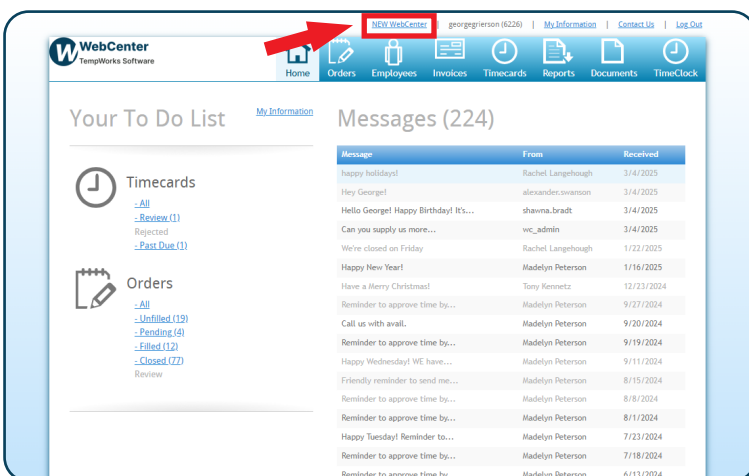 NEW WebCenter | georgegrierson (6226) | My Information | Contact Us | Log Out
W WebCenter
TempWorks Software
Home Orders Employees Invoices Timecards Reports Documents TimeClock
Your To Do List My Information
Timecards
- All
- Review (1)
Rejected
- Past Due (1)
Orders
- All
- Unfilled (19)
- Pending (4)
- Filled (12)
- Closed (77)
Review
Messages (224)
Message From Received
happy holidays! Rachel Langehough 3/4/2025
Hey George! alexander.swanson 3/4/2025
Hello George! Happy Birthday! It's... shawna.bradt 3/4/2025
Can you supply us more... wc_admin 3/4/2025
We're closed on Friday Rachel Langehough 1/22/2025
Happy New Year! Madelyn Peterson 1/16/2025
Have a Merry Christmas! Tony Kennetz 12/23/2024
Reminder to approve time by... Madelyn Peterson 9/27/2024
Call us with avail. Madelyn Peterson 9/20/2024
Reminder to approve time by... Madelyn Peterson 9/19/2024
Happy Wednesday! WE have... Madelyn Peterson 9/11/2024
Friendly reminder to send me... Madelyn Peterson 8/15/2024
Reminder to approve time by... Madelyn Peterson 8/8/2024
Reminder to approve time by... Madelyn Peterson 8/1/2024
Happy Tuesday! Reminder to... Madelyn Peterson 7/23/2024
Reminder to approve time by... Madelyn Peterson 7/18/2024
Reminder to approve time by... Madelyn Peterson 6/13/2024